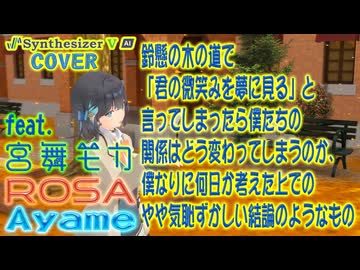 Synthesizer V AI
COVER
feat.
宮舞モカ
ROSA
Ayame
鈴懸の木の道で
「君の微笑みを夢に見る」と
言ってしまったら僕たちの
関係はどう変わってしまうのか、
僕なりに何日か考えた上での
やや気恥ずかしい結論のようなもの